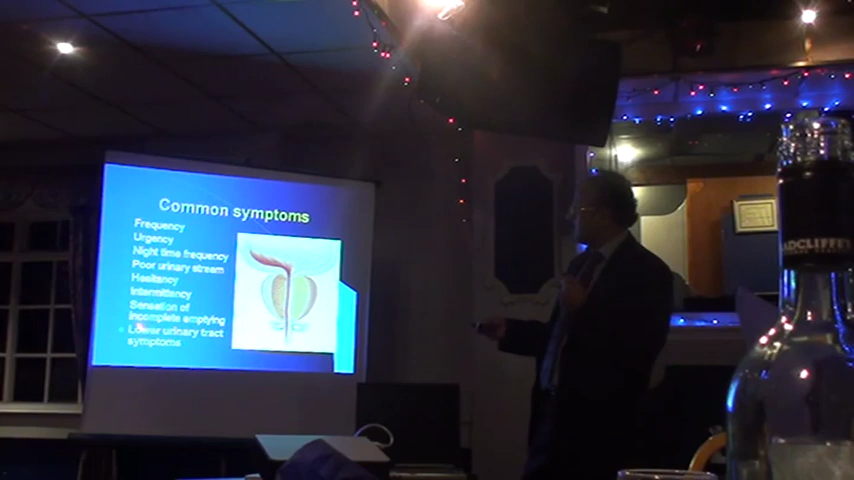 Common symptoms
Frequency
Urgency
Night time frequency
Poor urinary stream
Hesitancy
Intermittency
Sensation of
incomplete emptying
Lower urinary tract
symptoms
ADCLIFFE'S